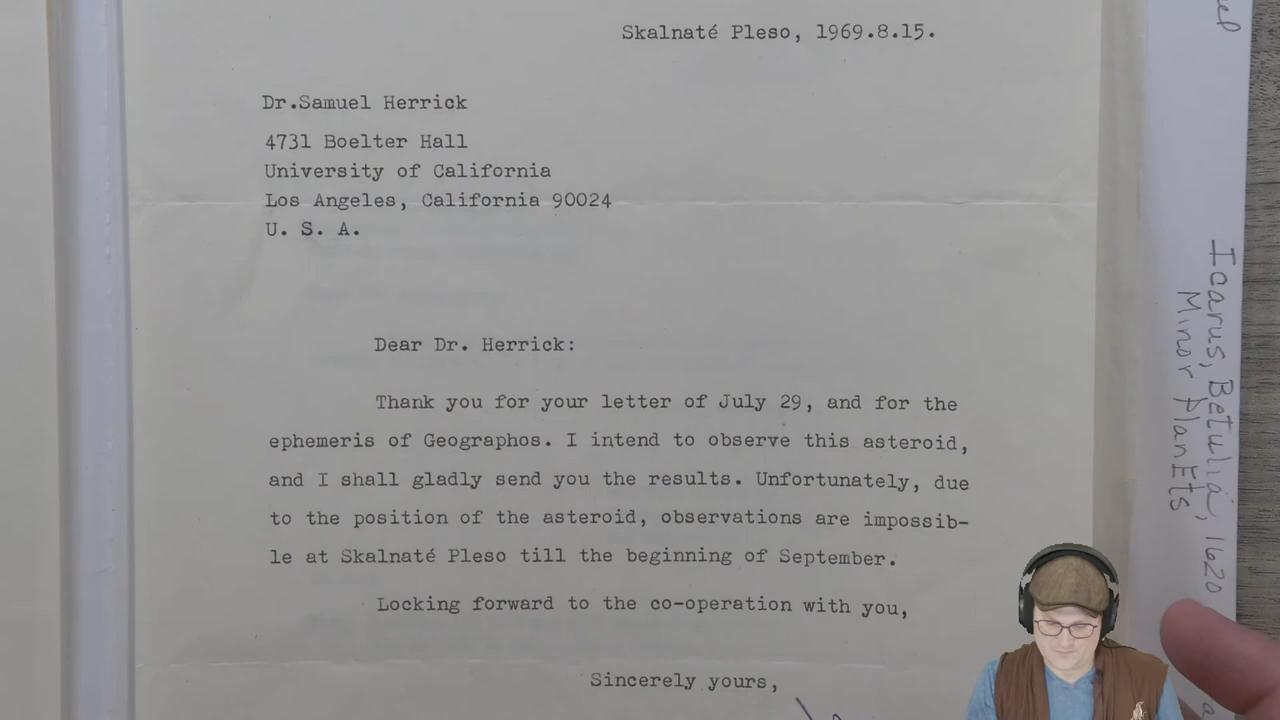 Skalnaté Pleso, 1969.8.15.
Dr.Samuel Herrick
4731 Boelter Hall
University of California
Los Angeles, California 90024
U. S. A.
Dear Dr. Herrick:
Thank you for your letter of July 29, and for the
ephemeris of Geographos. I intend to observe this asteroid,
and I shall gladly send you the results. Unfortunately, due
to the position of the asteroid, observations are impossib-
le at Skalnaté Pleso till the beginning of September.
Locking forward to the co-operation with you,
Sincerely yours,
Icarus, Betulia, 1620
Minor PlanEts